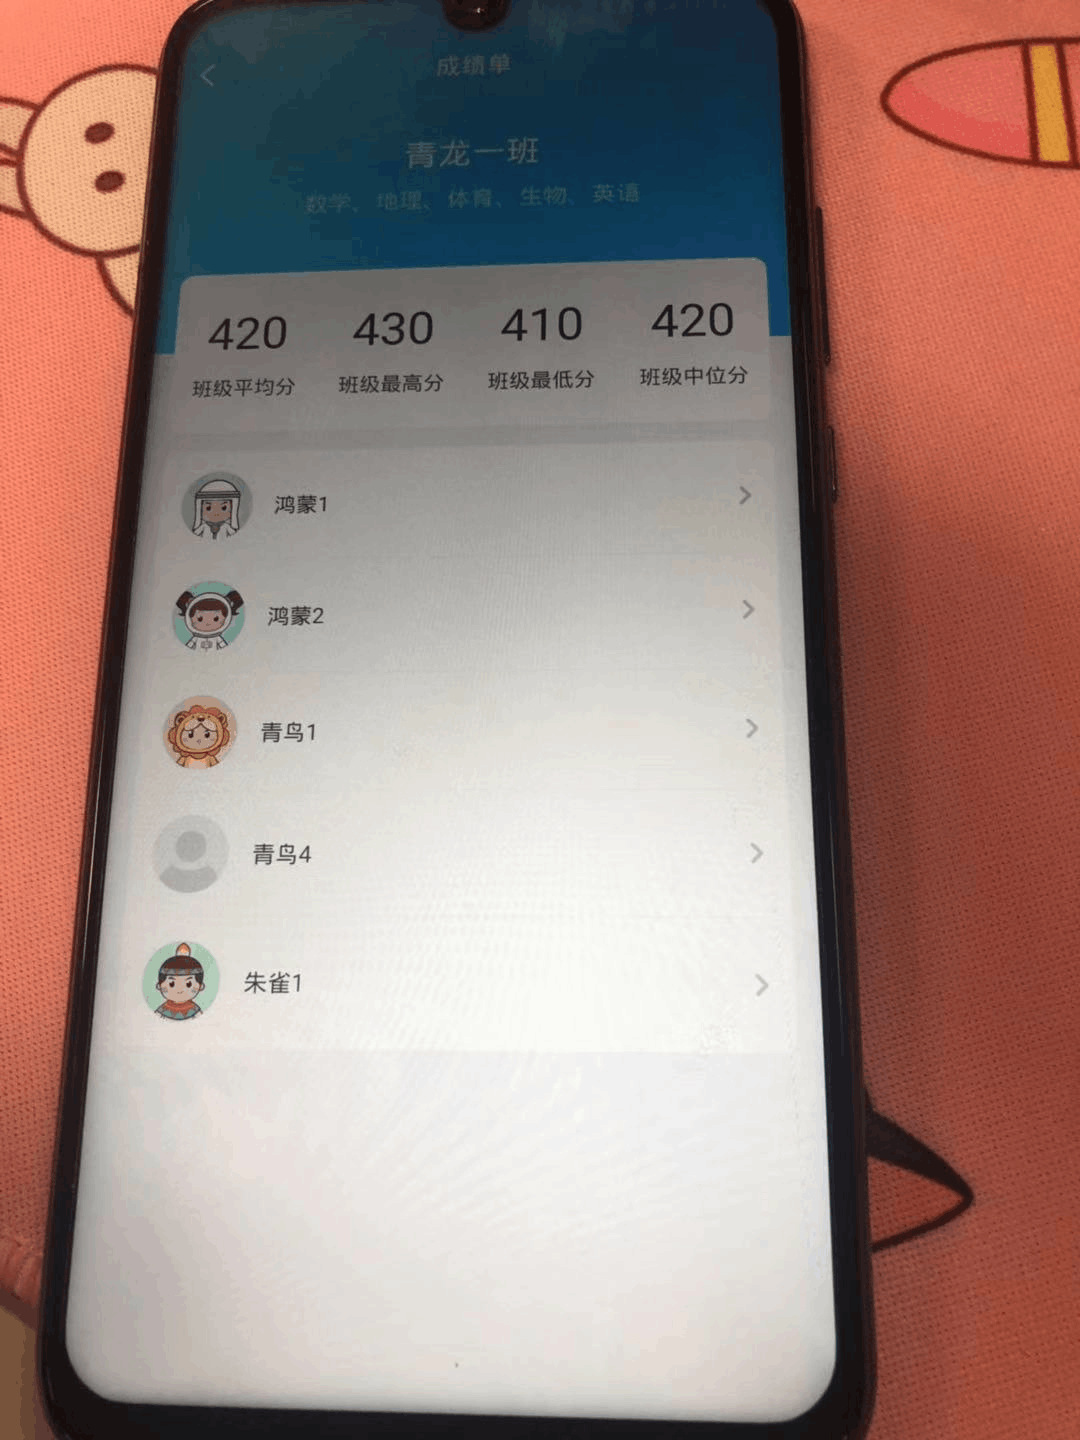 成绩单
青龙一班
数学、地理、体育、生物、英语
420 430 410 420
班级平均分 班级最高分 班级最低分 班级中位分
鸿蒙1
鸿蒙2
青鸟1
青鸟4
朱雀1